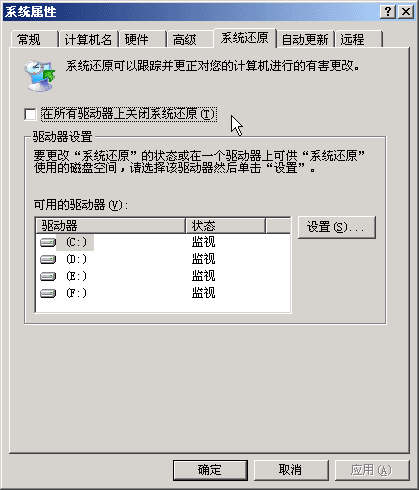 系统属性
常规 计算机名 硬件 高级 系统还原 自动更新 远程
系统还原可以跟踪并更正对您的计算机进行的有害更改。
在所有驱动器上关闭系统还原(T)
驱动器设置
要更改“系统还原”的状态或在一个驱动器上可供“系统还原”
使用的磁盘空间，请选择该驱动器然后单击“设置”。
可用的驱动器(V):
驱动器 状态
(C:) 监视
(D:) 监视
(E:) 监视
(F:) 监视
设置(S)...
确定 取消 应用(A)